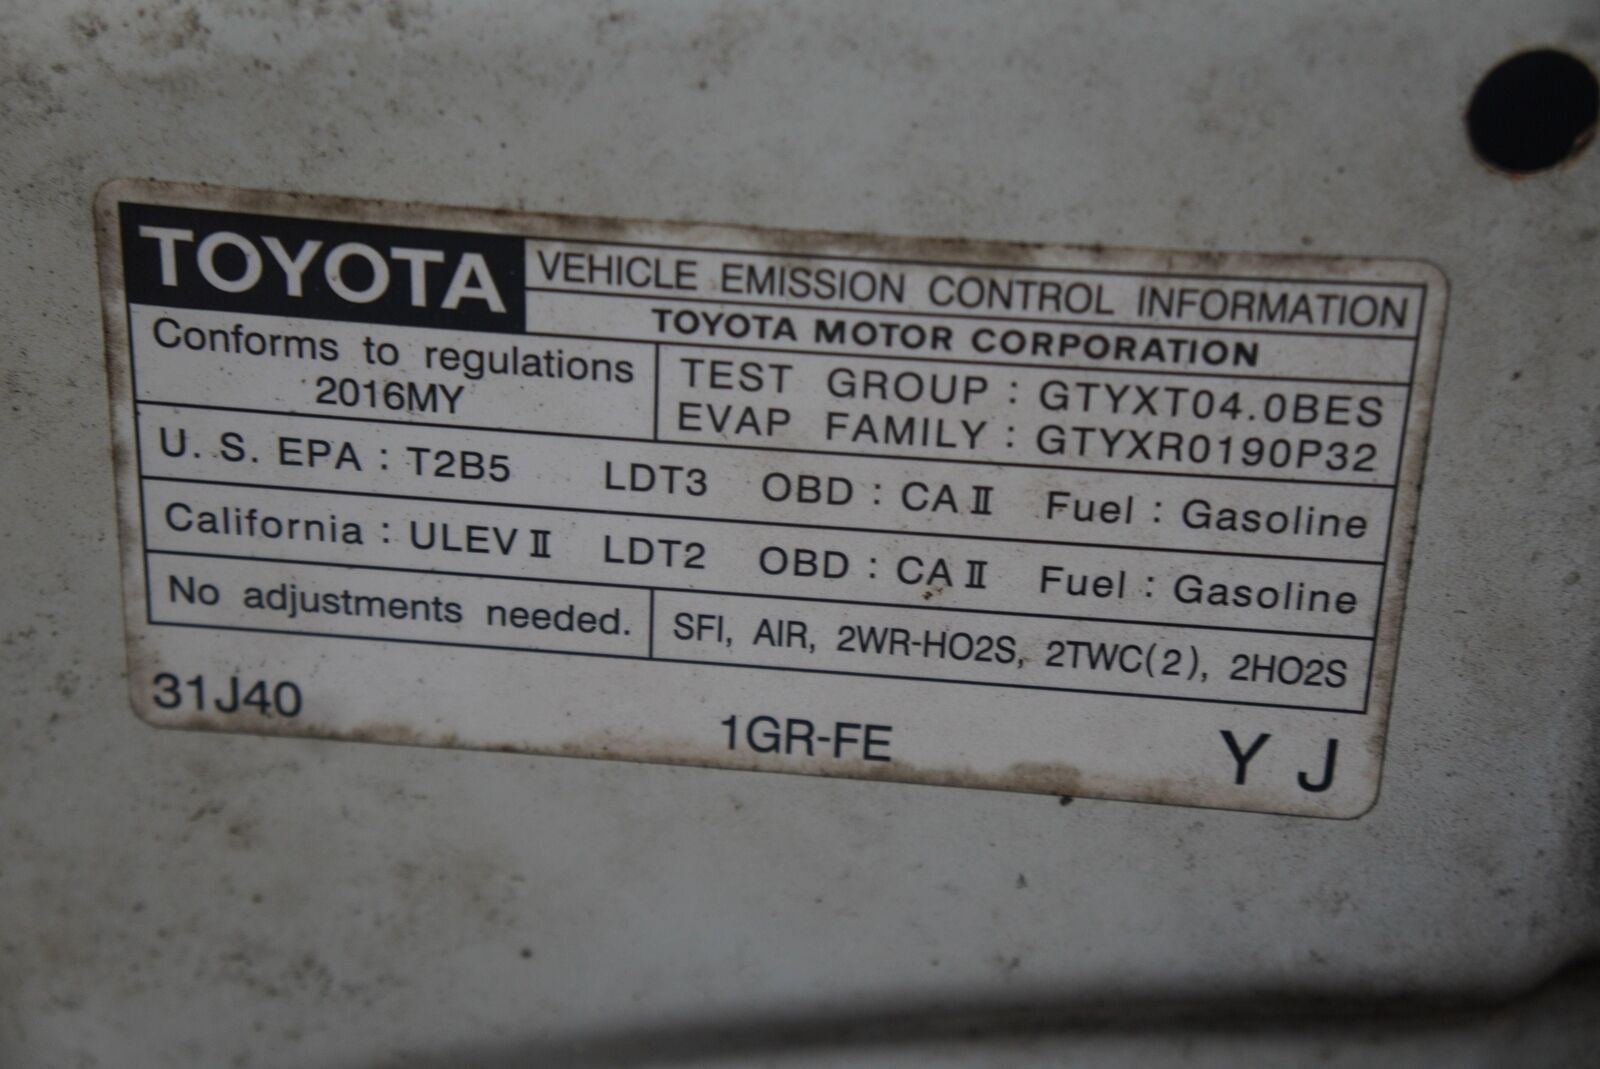 TOYOTA VEHICLE EMISSION CONTROL INFORMATION
TOYOTA MOTOR CORPORATION
Conforms to regulations
2016MY
TEST GROUP : GTYXT04.0BES
EVAP FAMILY : GTYXR0190P32
U. S. EPA : T2B5 LDT3 OBD : CA II Fuel : Gasoline
California : ULEV II LDT2 OBD : CA II Fuel : Gasoline
No adjustments needed. SFI, AIR, 2WR-HO2S, 2TWC(2), 2HO2S
31J40 1GR-FE Y J